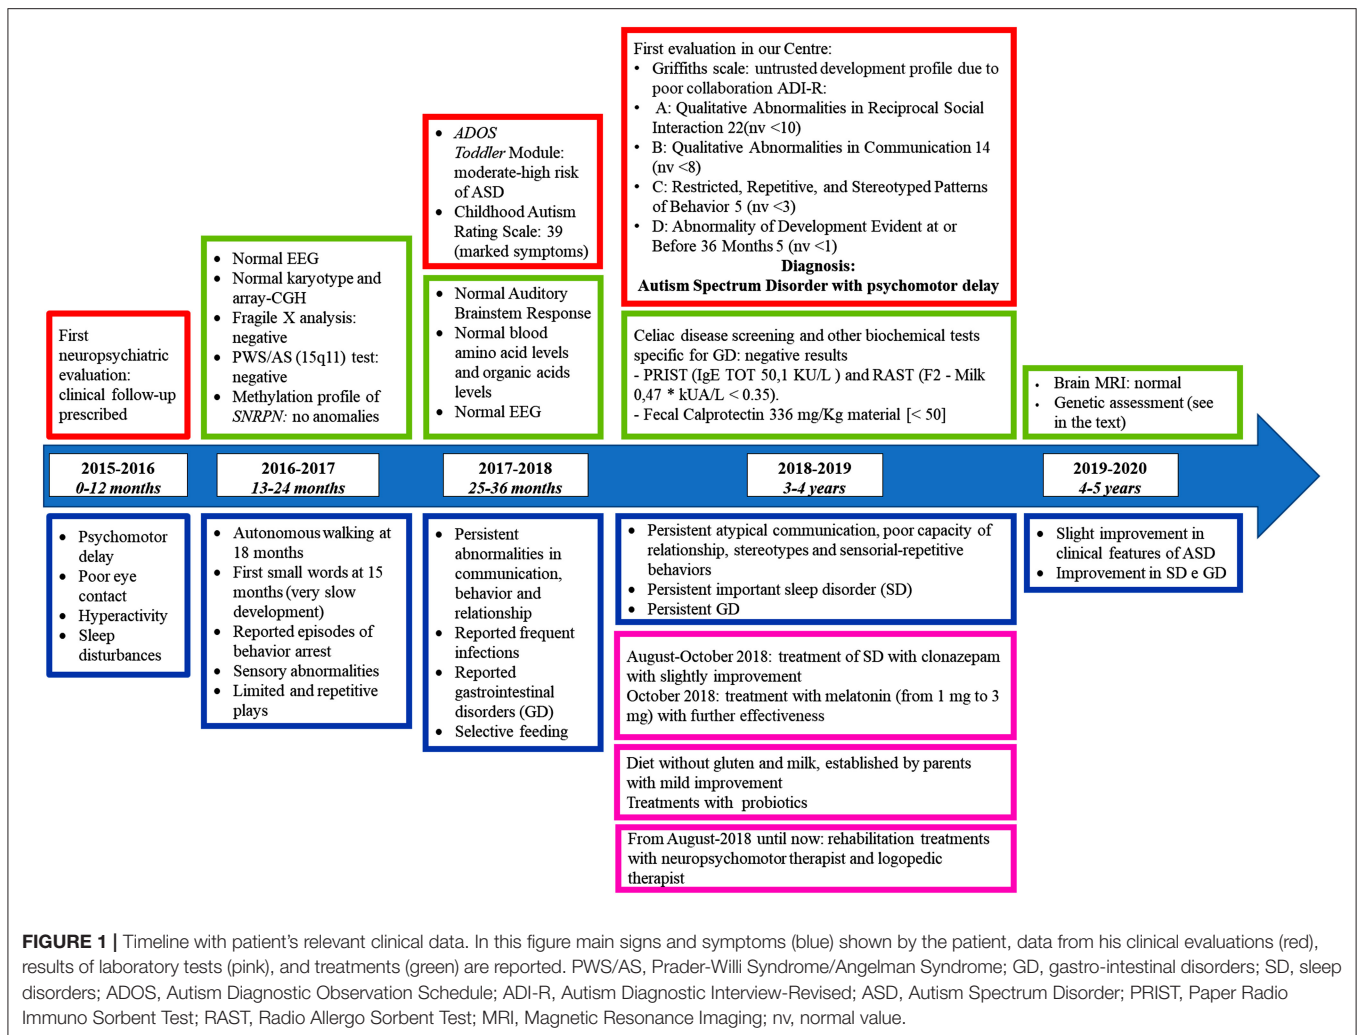 First
neuropsychiatric
evaluation:
clinical follow-up
prescribed
• Normal EEG
• Normal karyotype and
array-CGH
• Fragile X analysis:
negative
• PWS/AS (15q11) test:
negative
• Methylation profile of
SNRPN: no anomalies
• ADOS
Toddler Module:
moderate-high risk
of ASD
• Childhood Autism
Rating Scale: 39
(marked symptoms)
• Normal Auditory
Brainstem Response
• Normal blood
amino acid levels
and organic acids
levels
• Normal EEG
First evaluation in our Centre:
• Griffiths scale: untrusted development profile due to
poor collaboration ADI-R:
• A: Qualitative Abnormalities in Reciprocal Social
Interaction 22(nv <10)
• B: Qualitative Abnormalities in Communication 14
(nv <8)
• C: Restricted, Repetitive, and Stereotyped Patterns
of Behavior 5 (nv <3)
• D: Abnormality of Development Evident at or
Before 36 Months 5 (nv <1)
Diagnosis:
Autism Spectrum Disorder with psychomotor delay
Celiac disease screening and other biochemical tests
specific for GD: negative results
- PRIST (IgE TOT 50,1 KU/L ) and RAST (F2 - Milk
0,47 * kUA/L < 0.35).
- Fecal Calprotectin 336 mg/Kg material [< 50]
• Brain MRI: normal
• Genetic assessment (see
in the text)
2015-2016
0-12 months
2016-2017
13-24 months
2017-2018
25-36 months
2018-2019
3-4 years
2019-2020
4-5 years
• Psychomotor
delay
• Poor eye
contact
• Hyperactivity
• Sleep
disturbances
• Autonomous walking at
18 months
• First small words at 15
months (very slow
development)
• Reported episodes of
behavior arrest
• Sensory abnormalities
• Limited and repetitive
plays
• Persistent
abnormalities in
communication,
behavior and
relationship
• Reported frequent
infections
• Reported
gastrointestinal
disorders (GD)
• Selective feeding
• Persistent atypical communication, poor capacity of
relationship, stereotypes and sensorial-repetitive
behaviors
• Persistent important sleep disorder (SD)
• Persistent GD
August-October 2018: treatment of SD with clonazepam
with slightly improvement
October 2018: treatment with melatonin (from 1 mg to 3
mg) with further effectiveness
Diet without gluten and milk, established by parents
with mild improvement
Treatments with probiotics
From August-2018 until now: rehabilitation treatments
with neuropsychomotor therapist and logopedic
therapist
• Slight improvement in
clinical features of ASD
• Improvement in SD e GD
FIGURE 1 | Timeline with patient's relevant clinical data. In this figure main signs and symptoms (blue) shown by the patient, data from his clinical evaluations (red),
results of laboratory tests (pink), and treatments (green) are reported. PWS/AS, Prader-Willi Syndrome/Angelman Syndrome; GD, gastro-intestinal disorders; SD, sleep
disorders; ADOS, Autism Diagnostic Observation Schedule; ADI-R, Autism Diagnostic Interview-Revised; ASD, Autism Spectrum Disorder; PRIST, Paper Radio
Immuno Sorbent Test; RAST, Radio Allergo Sorbent Test; MRI, Magnetic Resonance Imaging; nv, normal value.